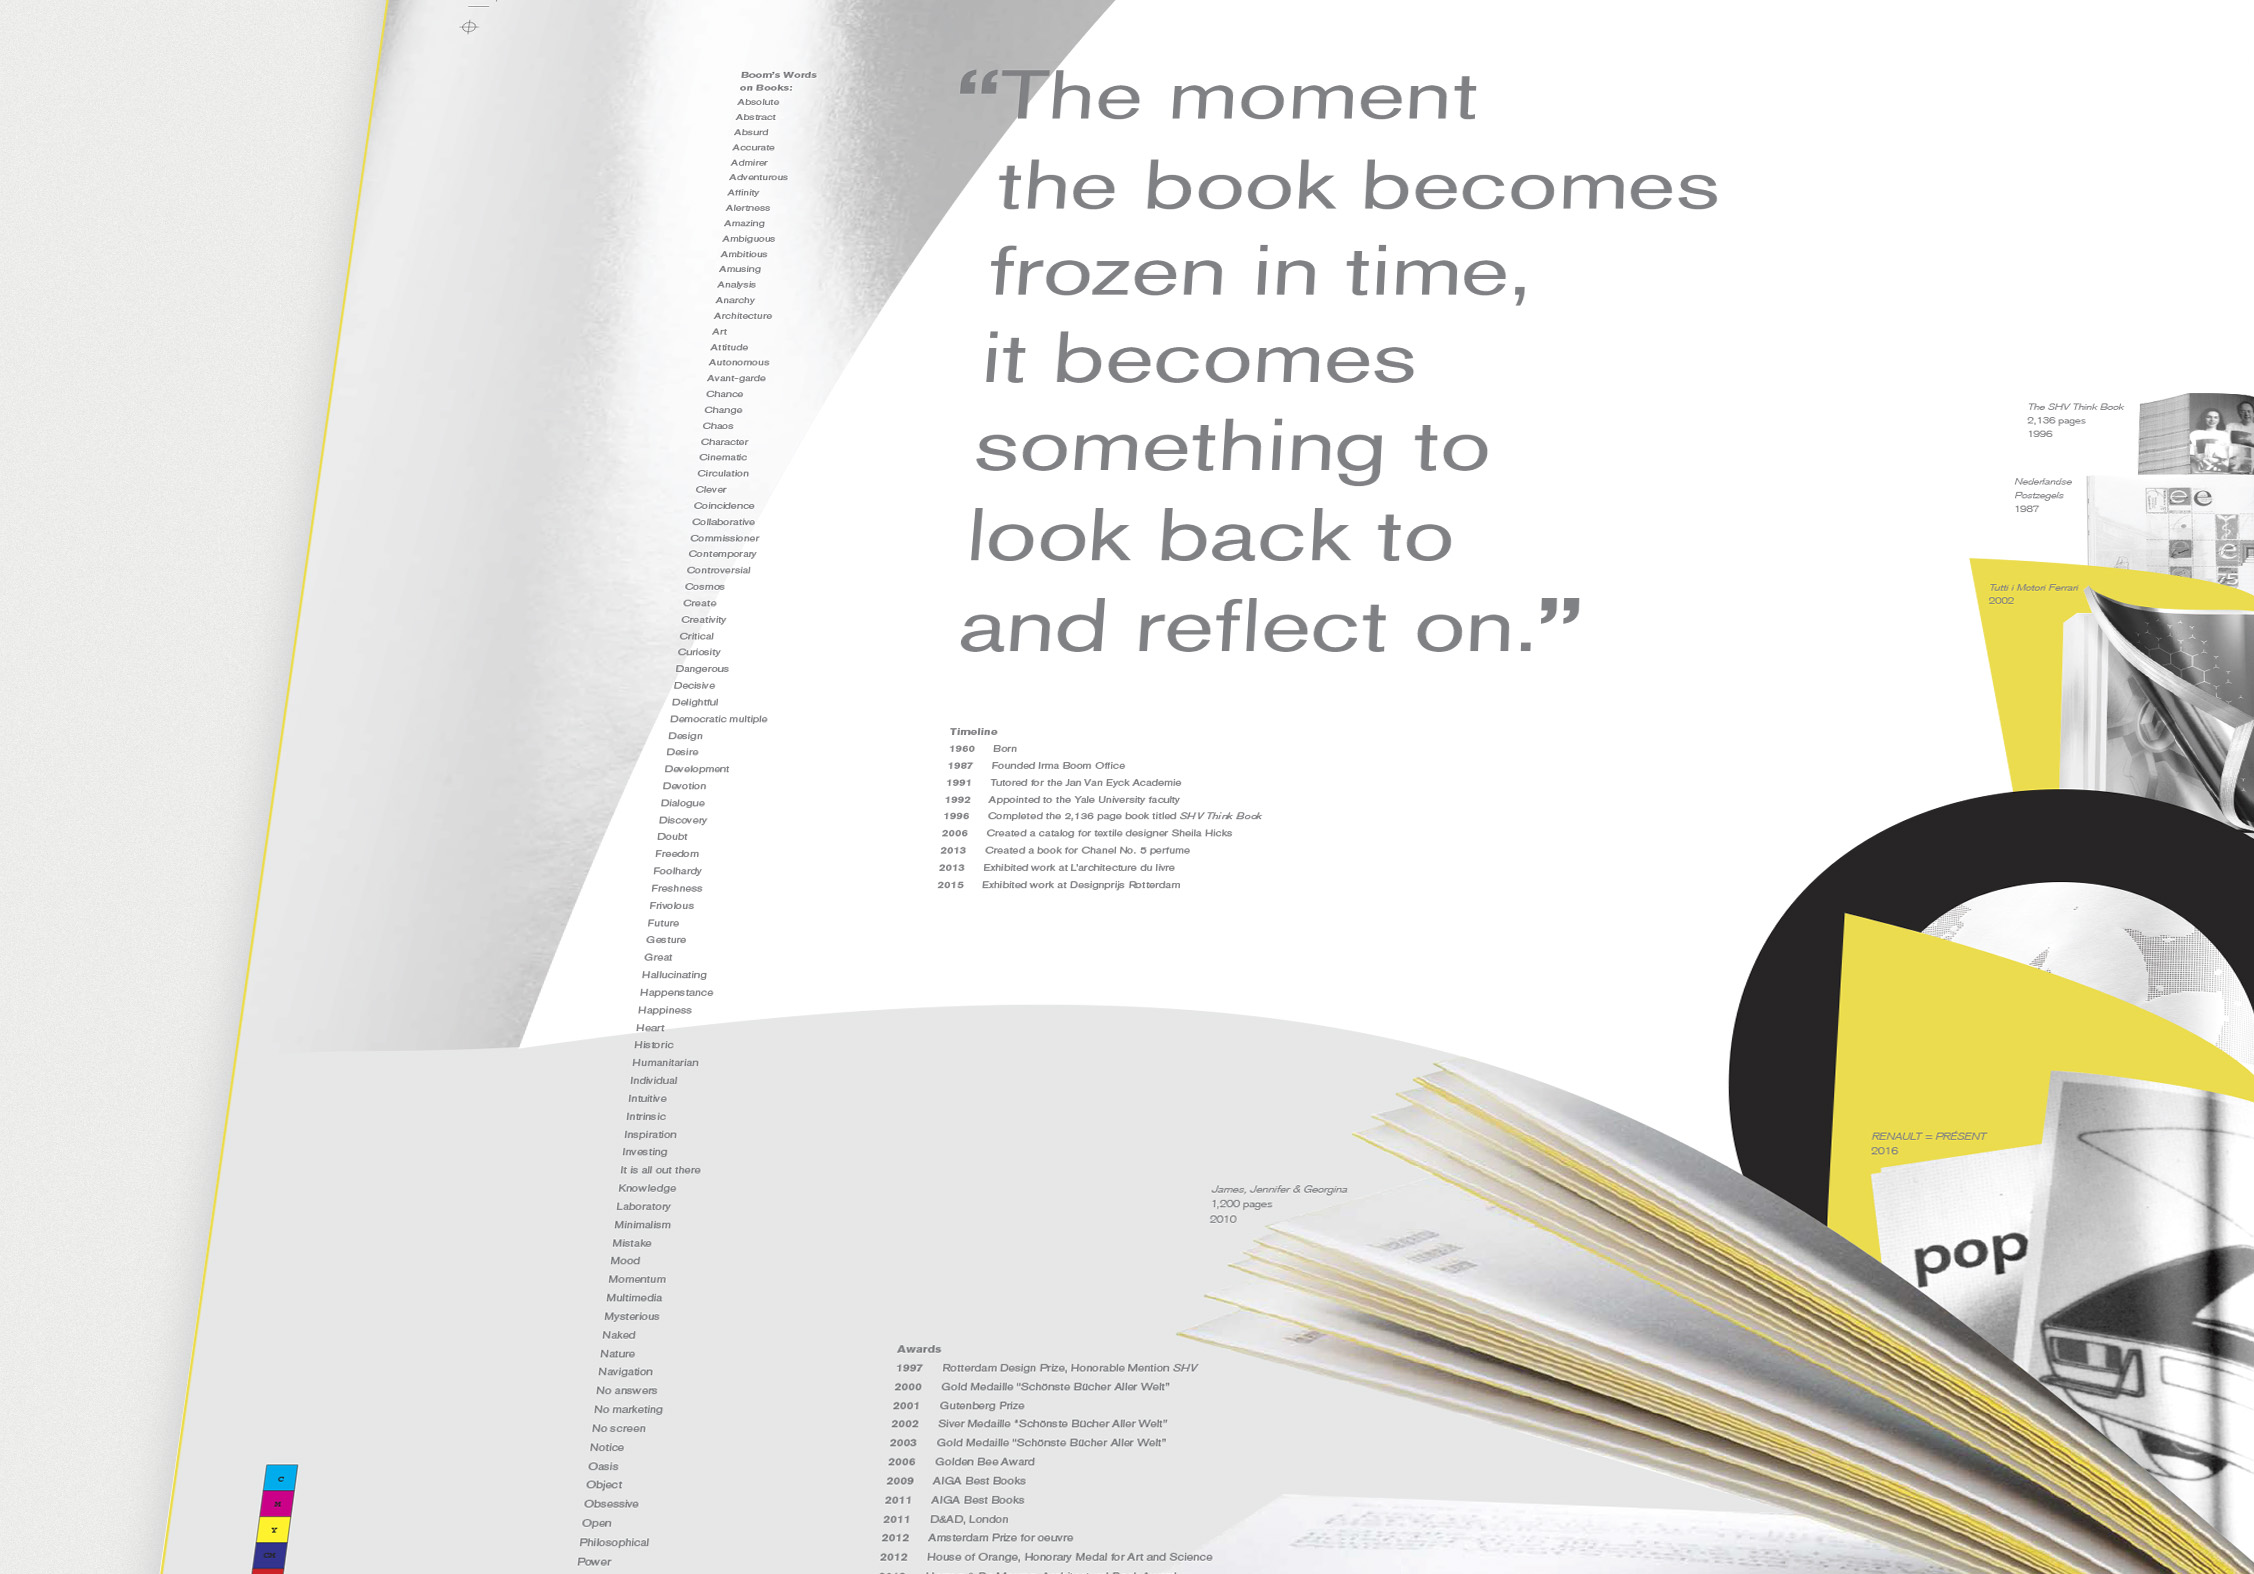 Boom's Words
on Books:
Absolute
Abstract
Absurd
Accurate
Admirer
Adventurous
Affinity
Alertness
Amazing
Ambiguous
Ambitious
Amusing
Analysis
Anarchy
Architecture
Art
Attitude
Autonomous
Avant-garde
Chance
Change
Chaos
Character
Cinematic
Circulation
Clever
Coincidence
Collaborative
Commissioner
Contemporary
Controversial
Cosmos
Create
Creativity
Critical
Curiosity
Dangerous
Decisive
Delightful
Democratic multiple
Design
Desire
Development
Devotion
Dialogue
Discovery
Doubt
Freedom
Foolhardy
Freshness
Frivolous
Future
Gesture
Great
Hallucinating
Happenstance
Happiness
Heart
Historic
Humanitarian
Individual
Intuitive
Intrinsic
Inspiration
Investing
It is all out there
Knowledge
Laboratory
Minimalism
Mistake
Mood
Momentum
Multimedia
Mysterious
Naked
Nature
Navigation
No answers
No marketing
No screen
Notice
Oasis
Object
Obsessive
Open
Philosophical
Power
“The moment
the book becomes
frozen in time,
it becomes
something to
look back to
and reflect on.”
Timeline
1960 Born
1987 Founded Irma Boom Office
1991 Tutored for the Jan Van Eyck Academie
1992 Appointed to the Yale University faculty
1996 Completed the 2,136 page book titled SHV Think Book
2006 Created a catalog for textile designer Sheila Hicks
2013 Created a book for Chanel No. 5 perfume
2013 Exhibited work at L'architecture du livre
2015 Exhibited work at Designprijs Rotterdam
Awards
1997 Rotterdam Design Prize, Honorable Mention SHV
2000 Gold Medaille “Schönste Bücher Aller Welt”
2001 Gutenberg Prize
2002 Siver Medaille “Schönste Bücher Aller Welt”
2003 Gold Medaille “Schönste Bücher Aller Welt”
2006 Golden Bee Award
2009 AIGA Best Books
2011 AIGA Best Books
2011 D&AD, London
2012 Amsterdam Prize for oeuvre
2012 House of Orange, Honorary Medal for Art and Science
The SHV Think Book
2,136 pages
1996
Nederlandse
Postzegels
1987
e e
e
75
Tutti i Motori Ferrari
2002
RENAULT = PRÉSENT
2016
pop
James, Jennifer & Georgina
1,200 pages
2010
C
M
Y
CM